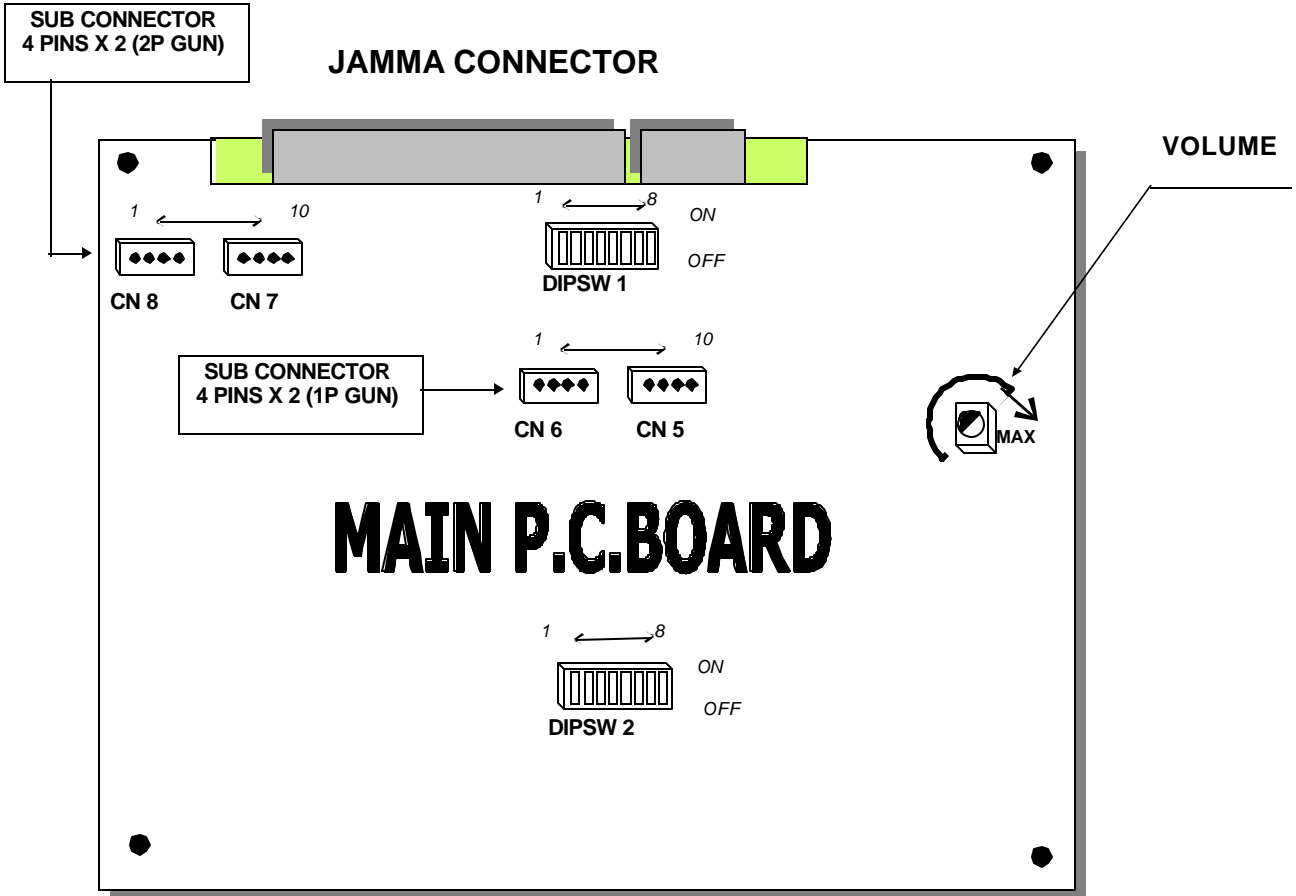 SUB CONNECTOR
4 PINS X 2 (2P GUN)
JAMMA CONNECTOR
VOLUME
1 10
1 8
ON
OFF
DIPSW 1
CN 8 CN 7
1 10
SUB CONNECTOR
4 PINS X 2 (1P GUN)
CN 6 CN 5
MAX
MAIN P.C.BOARD
1 8
ON
OFF
DIPSW 2